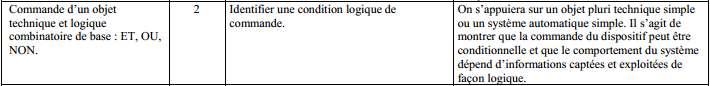 Commande d'un objet
technique et logique
combinatoire de base : ET, OU,
NON.
2
Identifier une condition logique de
commande.
On s'appuiera sur un objet pluri technique simple
ou un système automatique simple. Il s'agit de
montrer que la commande du dispositif peut être
conditionnelle et que le comportement du système
dépend d'informations captées et exploitées de
façon logique.